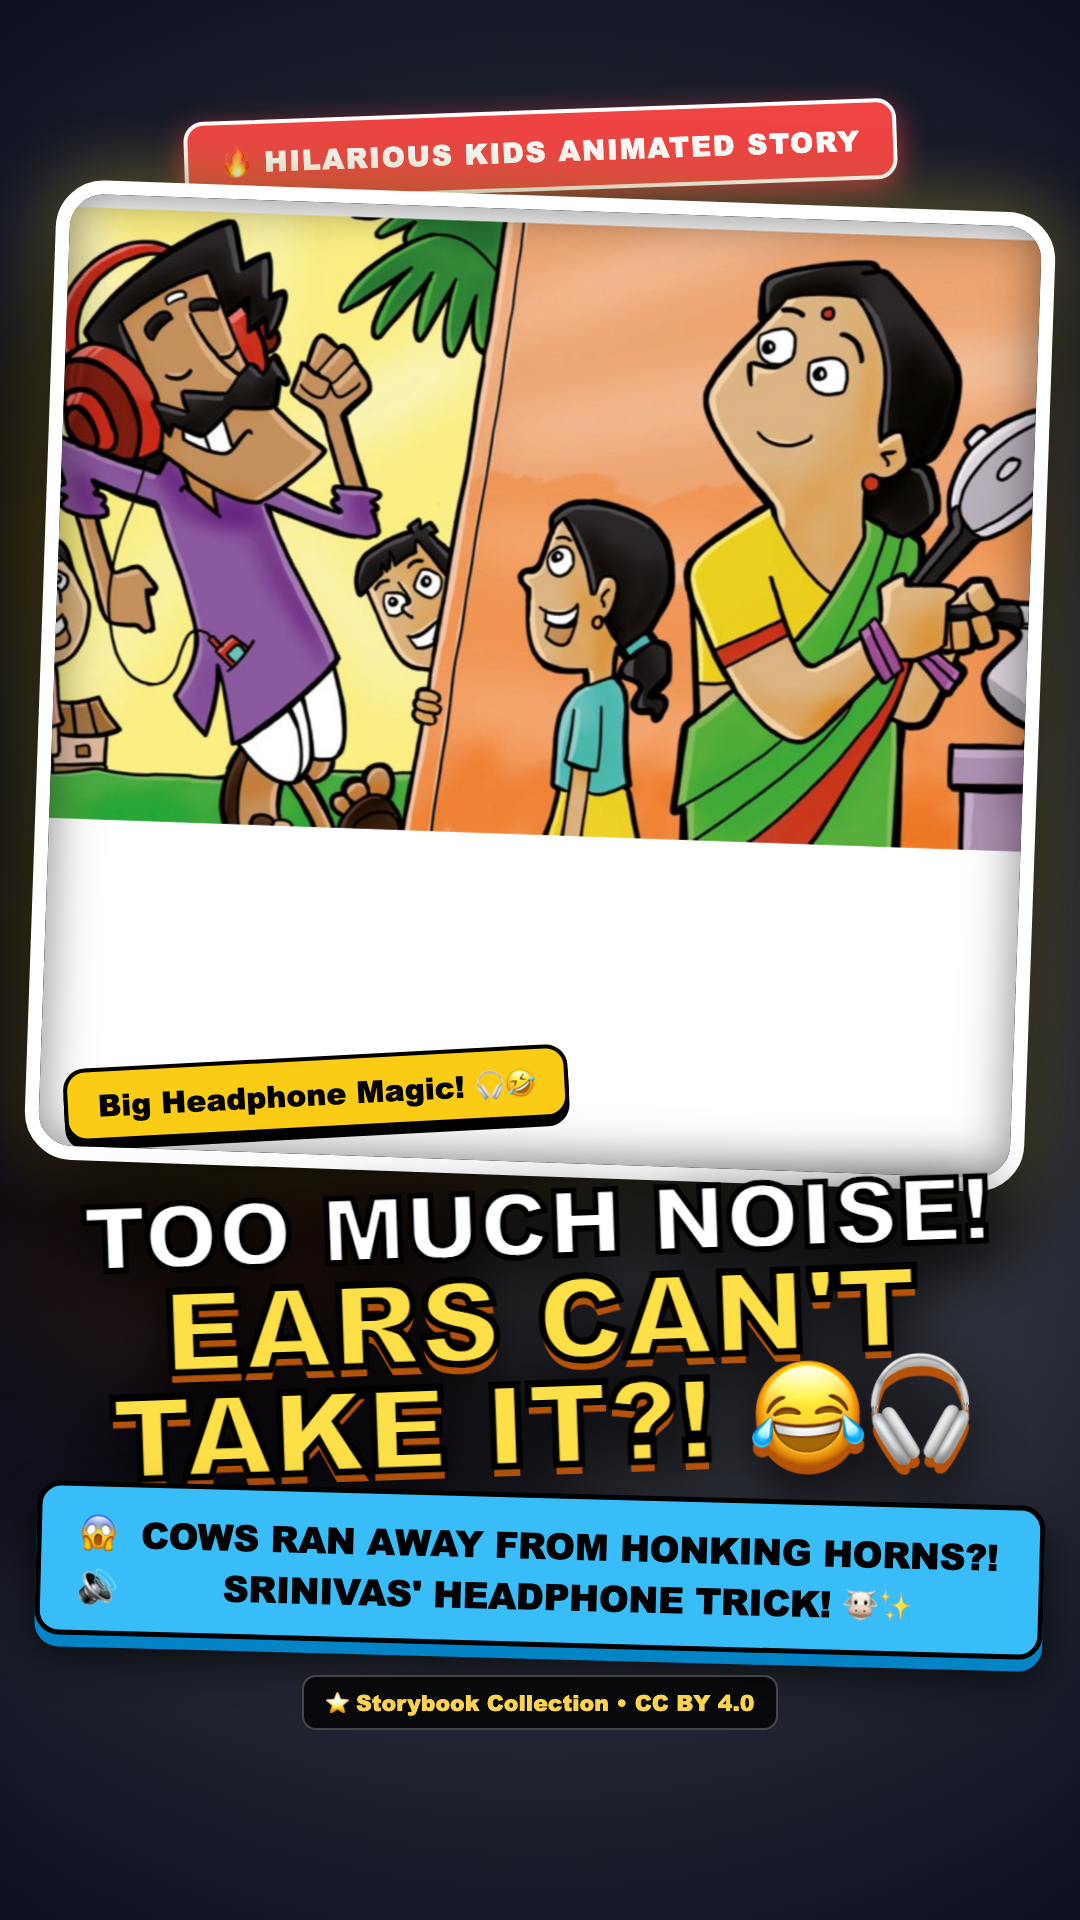 🔥 HILARIOUS KIDS ANIMATED STORY
Big Headphone Magic! 🎧🤣
TOO MUCH NOISE!
EARS CAN'T
TAKE IT?! 😂🎧
😱 COWS RAN AWAY FROM HONKING HORNS?!
🔊 SRINIVAS' HEADPHONE TRICK! 🐮✨
⭐ Storybook Collection • CC BY 4.0